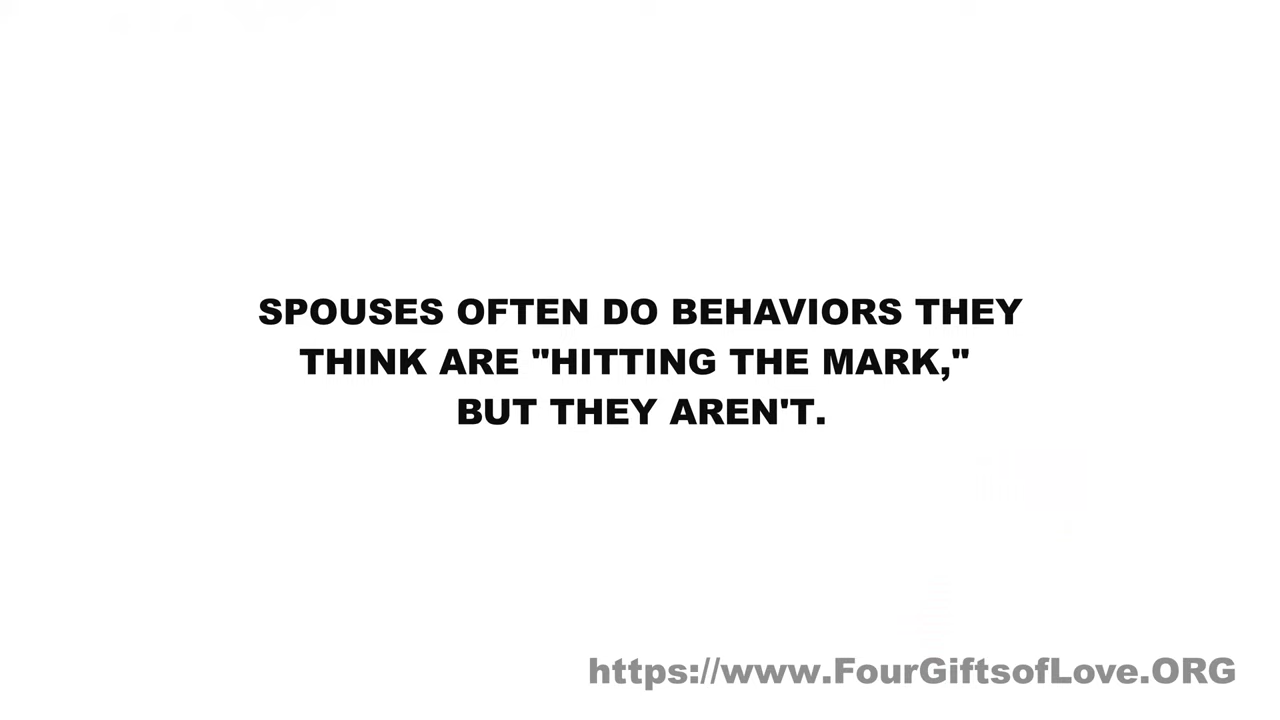 SPOUSES OFTEN DO BEHAVIORS THEY
THINK ARE "HITTING THE MARK,"
BUT THEY AREN'T.
https://www.FourGiftsofLove.ORG